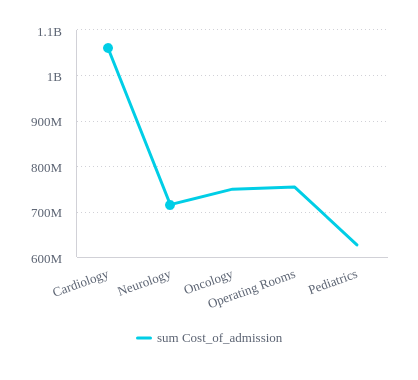 1.1B
1B
900M
800M
700M
600M
Cardiology
Neurology
Oncology
Operating Rooms
Pediatrics
sum Cost_of_admission